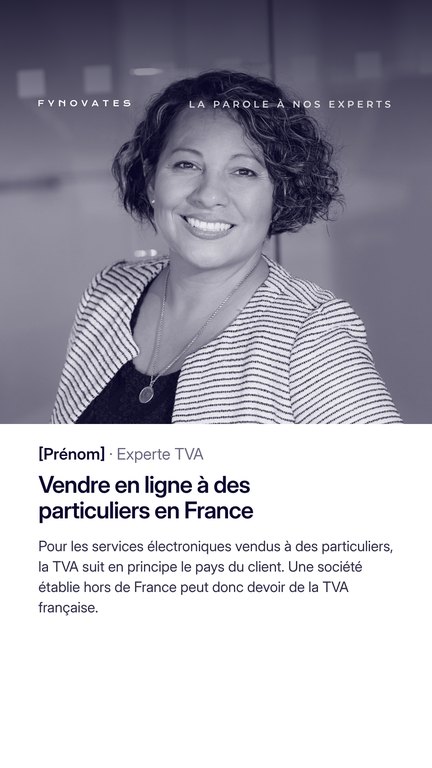 FYNOVATES
LA PAROLE À NOS EXPERTS
[Prénom] · Experte TVA
Vendre en ligne à des
particuliers en France
Pour les services électroniques vendus à des particuliers,
la TVA suit en principe le pays du client. Une société
établie hors de France peut donc devoir de la TVA
française.